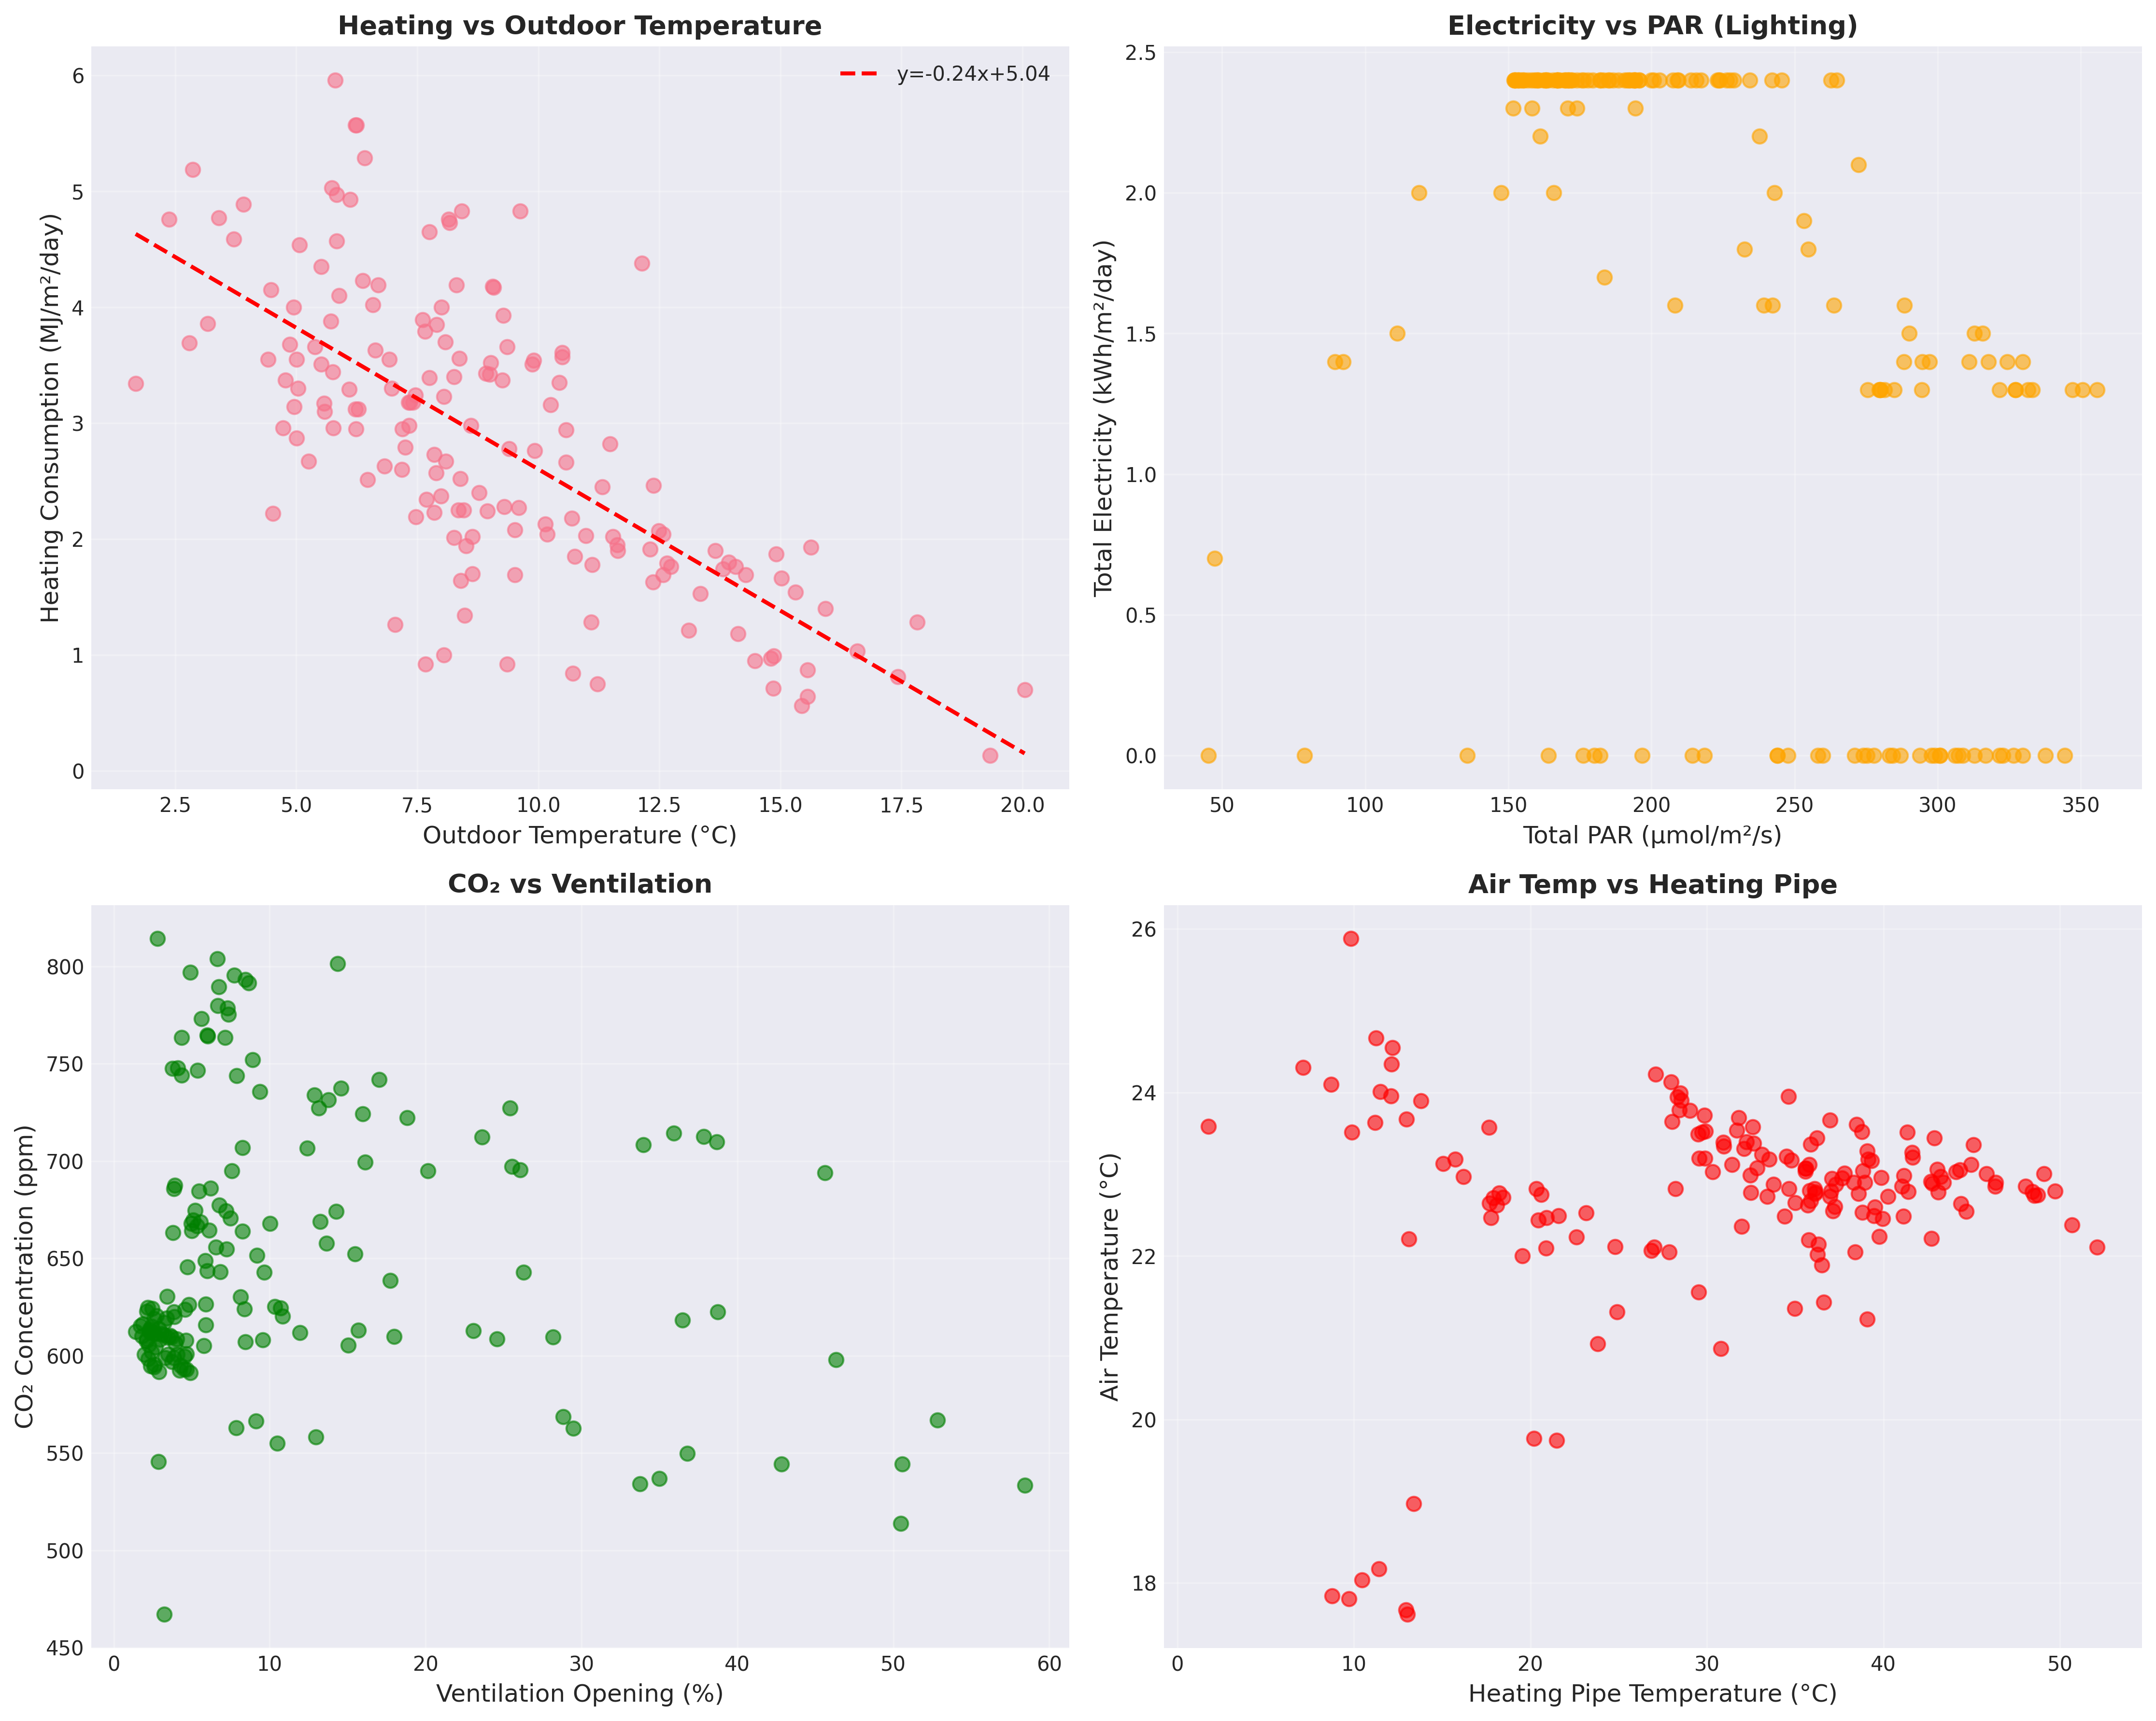 Heating vs Outdoor Temperature
y=-0.24x+5.04
Heating Consumption (MJ/m²/day)
6
5
4
3
2
1
0
2.5 5.0 7.5 10.0 12.5 15.0 17.5 20.0
Outdoor Temperature (°C)
Electricity vs PAR (Lighting)
Total Electricity (kWh/m²/day)
2.5
2.0
1.5
1.0
0.5
0.0
50 100 150 200 250 300 350
Total PAR (μmol/m²/s)
CO₂ vs Ventilation
CO₂ Concentration (ppm)
800
750
700
650
600
550
500
450
0 10 20 30 40 50 60
Ventilation Opening (%)
Air Temp vs Heating Pipe
Air Temperature (°C)
26
24
22
20
18
0 10 20 30 40 50
Heating Pipe Temperature (°C)